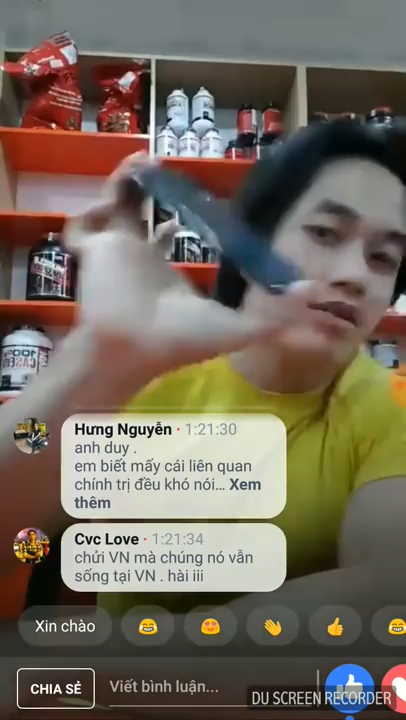 100%
CASEIN
Hưng Nguyễn · 1:21:30
anh duy .
em biết mấy cái liên quan
chính trị đều khó nói... Xem
thêm
Cvc Love · 1:21:34
chửi VN mà chúng nó vẫn
sống tại VN . hài iii
Xin chào
CHIA SẺ
Viết bình luận...
DU SCREEN RECORDER